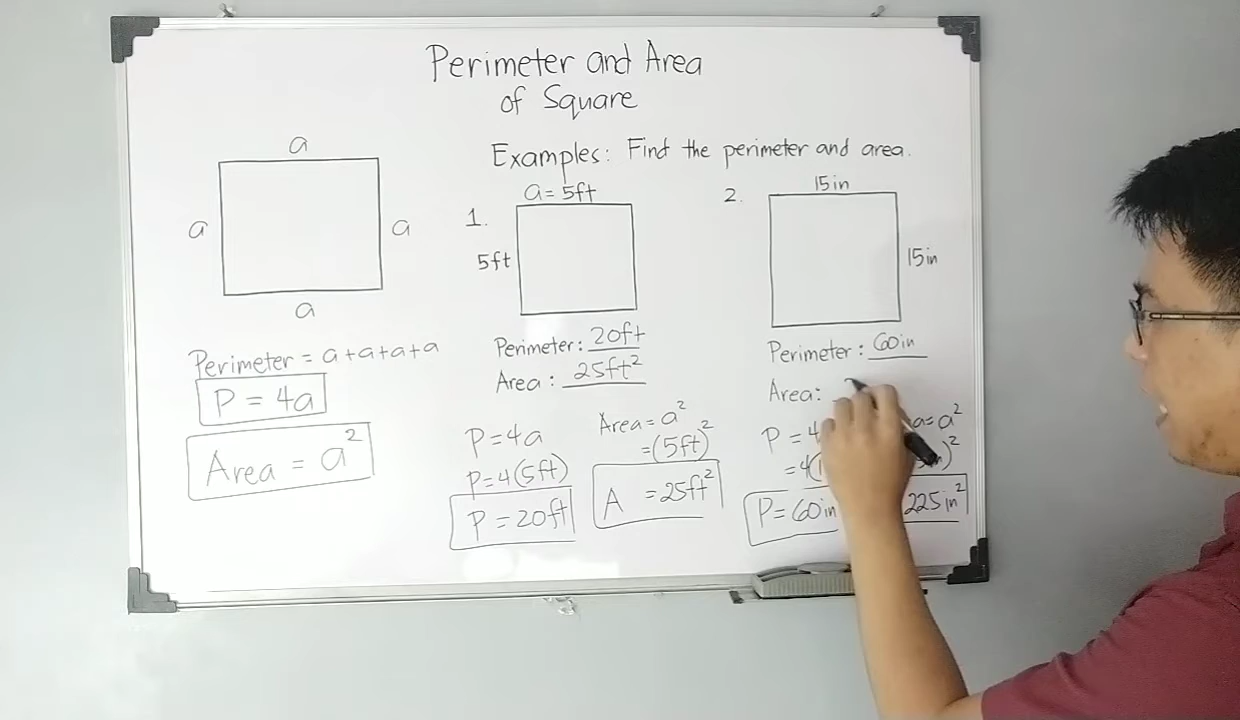 Perimeter and Area
of Square
a
a
a
a
Perimeter = a+a+a+a
P = 4a
Area = a²
Examples: Find the perimeter and area.
1.
a = 5ft
5ft
Perimeter: 20ft
Area: 25ft²
P=4a
P=4(5ft)
P=20ft
Area = a²
=(5ft)²
A =25ft²
2.
15in
15in
Perimeter: 60in
Area:
P = 4
=4(
P=60in
a=a²
)²
225in²